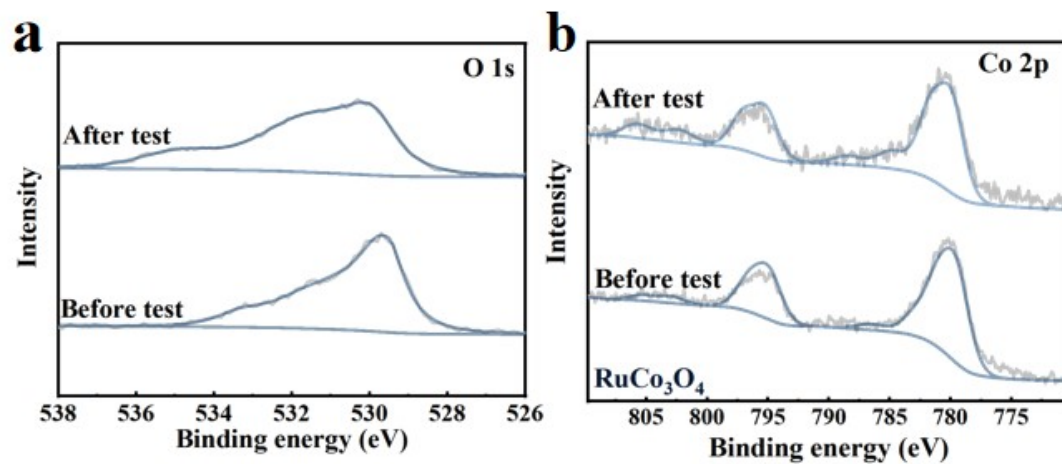 a
O 1s
After test
Before test
Intensity
538 536 534 532 530 528 526
Binding energy (eV)
b
Co 2p
After test
Before test
RuCo₃O₄
Intensity
805 800 795 790 785 780 775
Binding energy (eV)